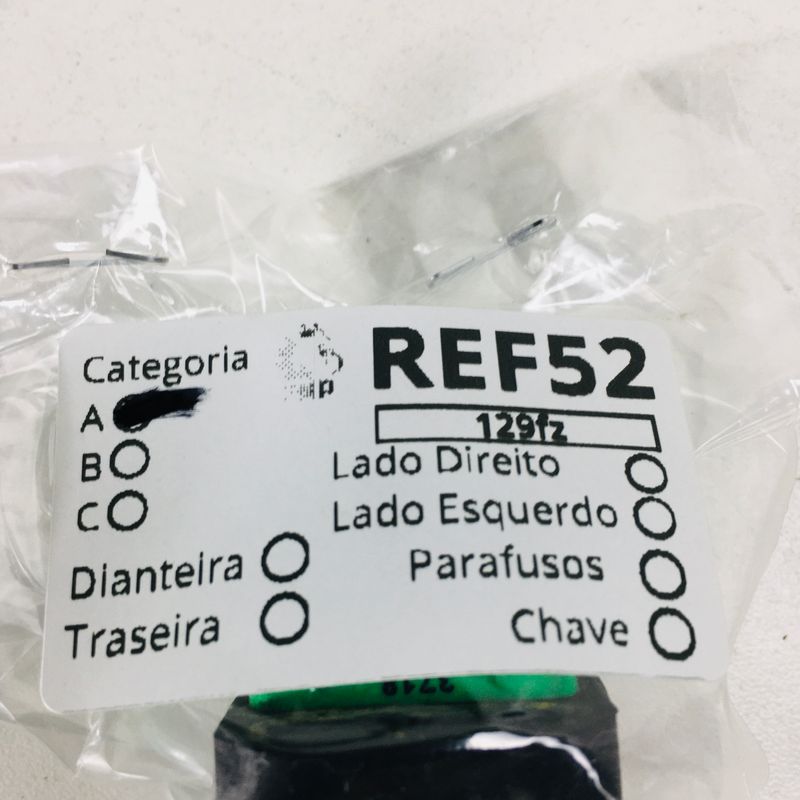 Categoria
A
B
C
Dianteira
Traseira
REF52
129fz
Lado Direito
Lado Esquerdo
Parafusos
Chave